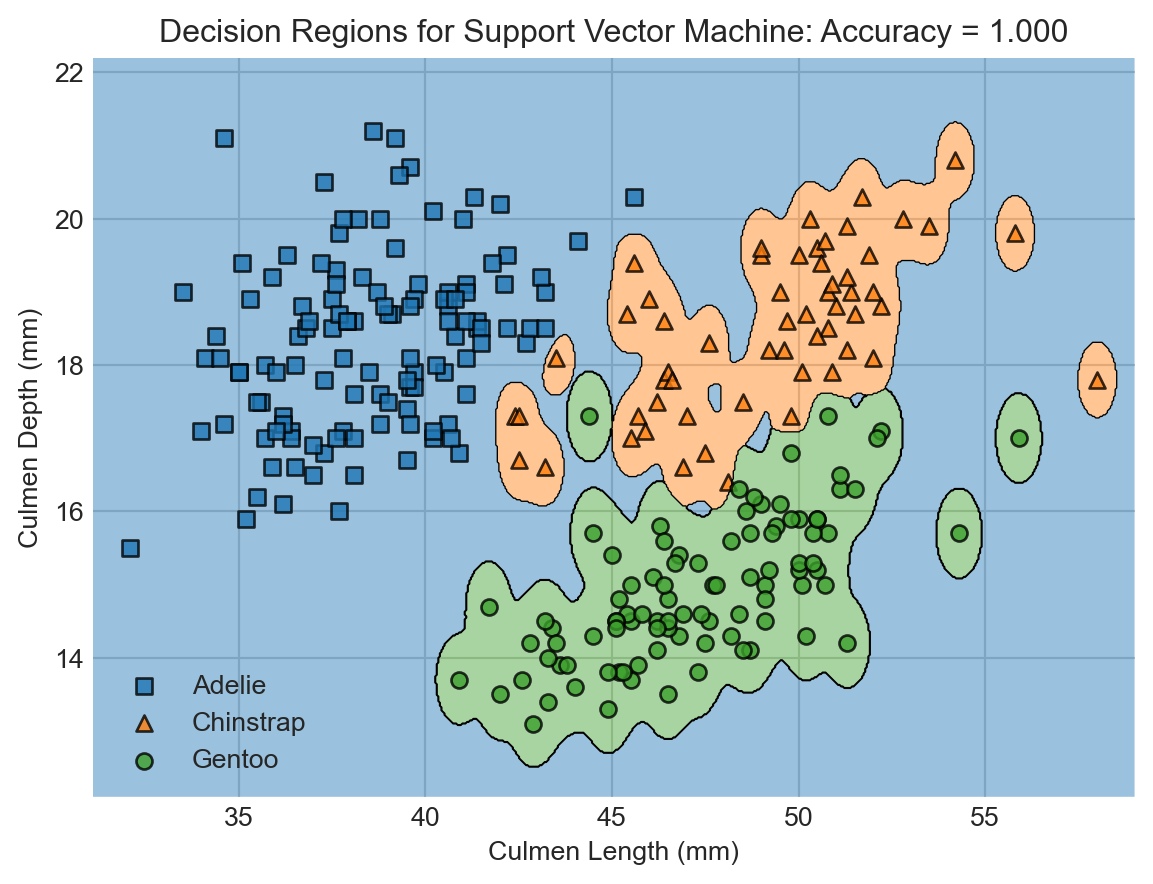 Decision Regions for Support Vector Machine: Accuracy = 1.000
22
20
18
16
14
Culmen Depth (mm)
Adelie
Chinstrap
Gentoo
35 40 45 50 55
Culmen Length (mm)